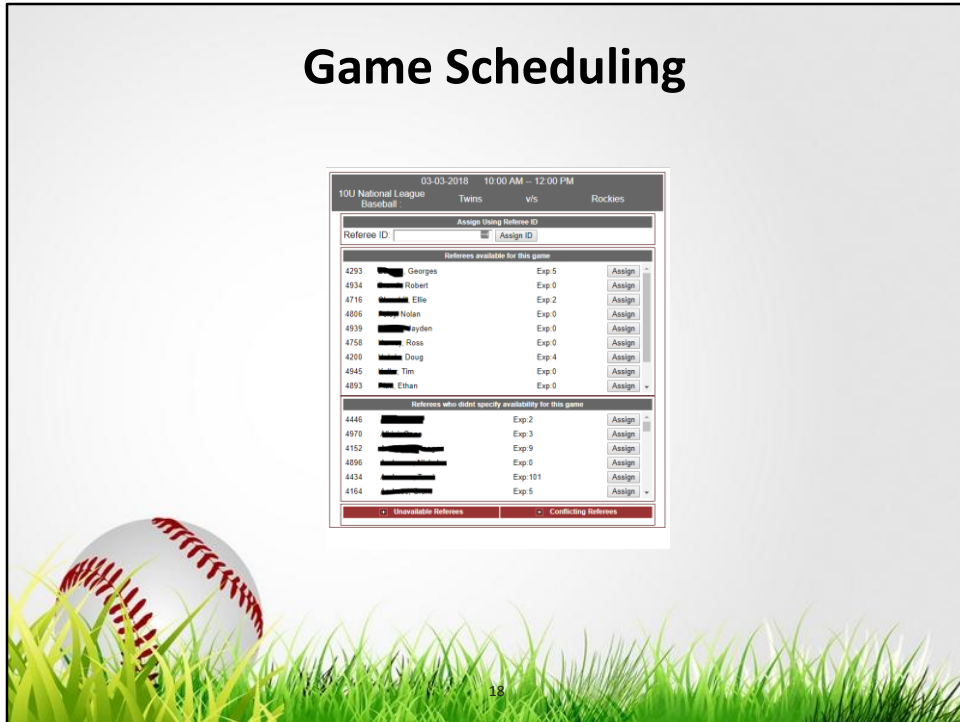 Game Scheduling
03-03-2018 10:00 AM -- 12:00 PM
10U National League Baseball : Twins v/s Rockies
Assign Using Referee ID
Referee ID: Assign ID
Referees available for this game
4293 , Georges Exp:5 Assign
4934 Robert Exp:0 Assign
4716 , Ellie Exp:2 Assign
4806 Nolan Exp:0 Assign
4939 ayden Exp:0 Assign
4758 , Ross Exp:0 Assign
4200 Doug Exp:4 Assign
4945 , Tim Exp:0 Assign
4893 , Ethan Exp:0 Assign
Referees who didnt specify availability for this game
4446 Exp:2 Assign
4970 Exp:3 Assign
4152 Exp:9 Assign
4896 Exp:0 Assign
4434 Exp:101 Assign
4164 Exp:5 Assign
+ Unavailable Referees + Conflicting Referees
18